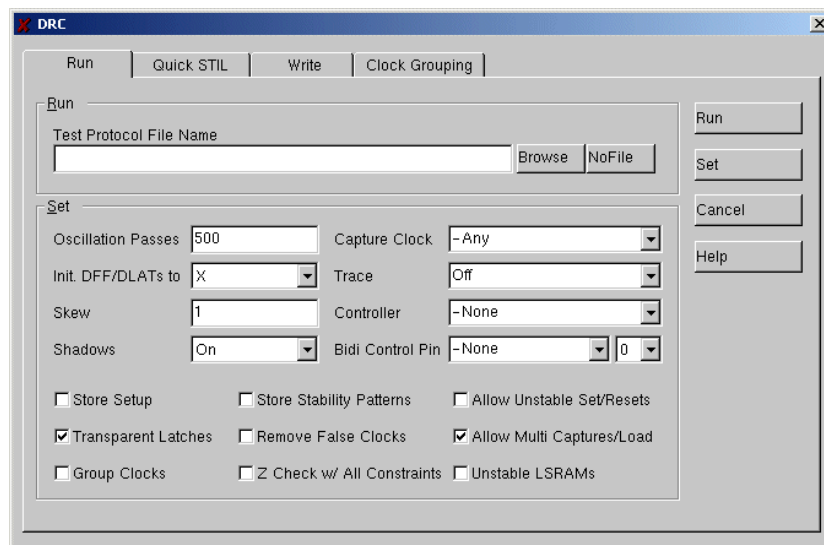 DRC
Run Quick STIL Write Clock Grouping
Run
Test Protocol File Name
Browse NoFile
Run
Set
Cancel
Help
Set
Oscillation Passes 500 Capture Clock -Any
Init. DFF/DLATs to X Trace Off
Skew 1 Controller -None
Shadows On Bidi Control Pin -None 0
Store Setup Store Stability Patterns Allow Unstable Set/Resets
Transparent Latches Remove False Clocks Allow Multi Captures/Load
Group Clocks Z Check w/ All Constraints Unstable LSRAMs